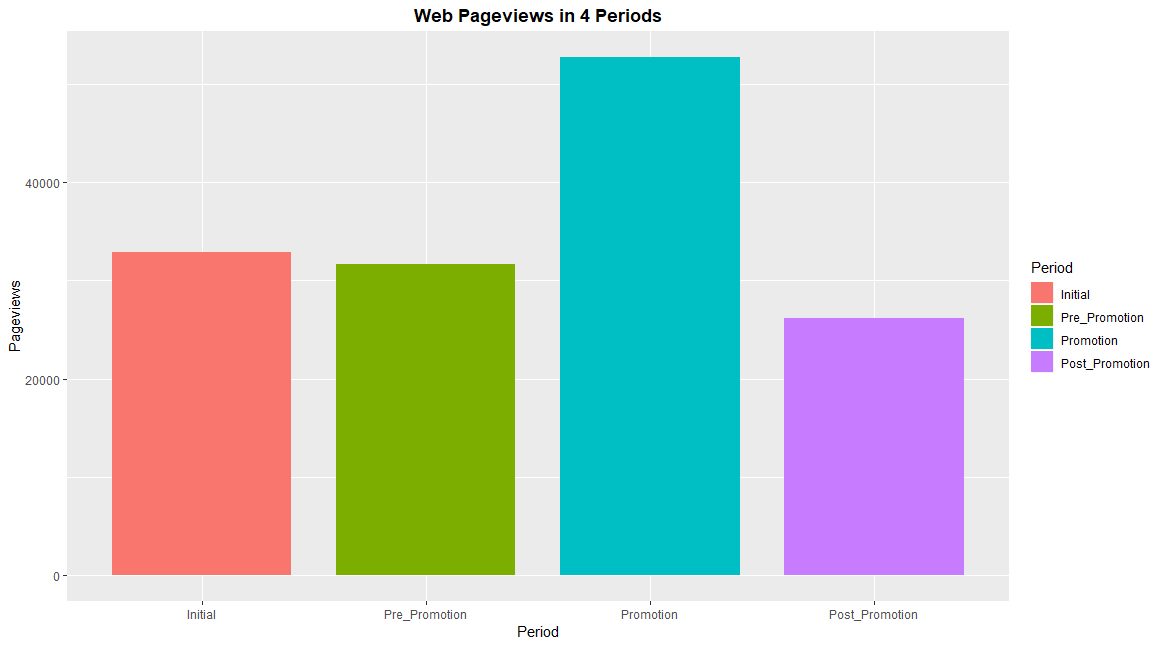 Web Pageviews in 4 Periods
Pageviews
40000
20000
0
Initial
Pre_Promotion
Promotion
Post_Promotion
Period
Period
Initial
Pre_Promotion
Promotion
Post_Promotion